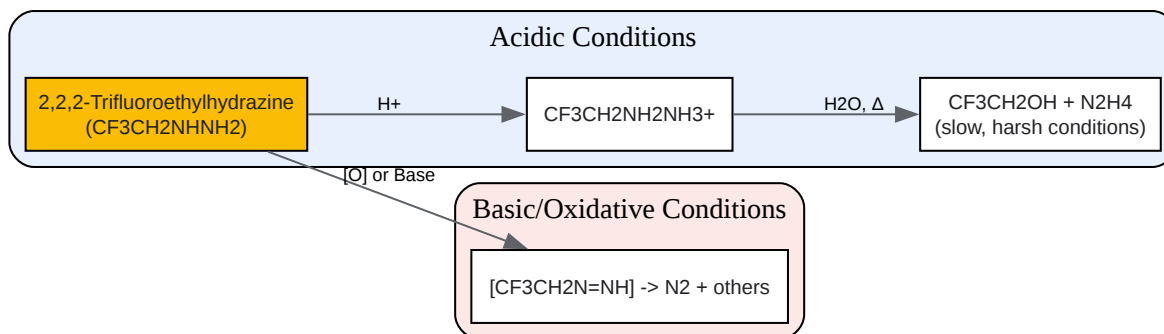 Acidic Conditions
2,2,2-Trifluoroethylhydrazine
(CF3CH2NHNH2)
H+
CF3CH2NH2NH3+
H2O, Δ
CF3CH2OH + N2H4
(slow, harsh conditions)
[O] or Base
Basic/Oxidative Conditions
[CF3CH2N=NH] -> N2 + others